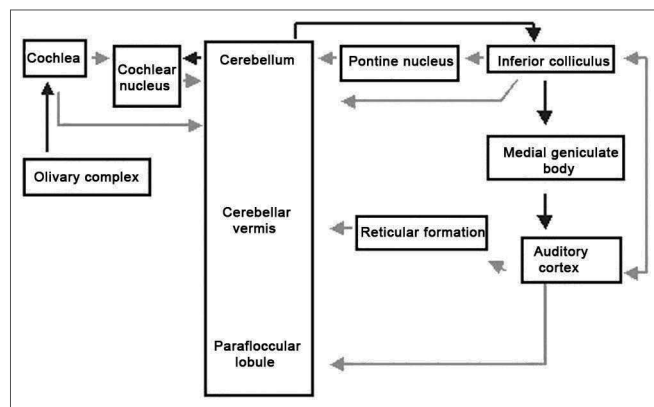 Cochlea
Cochlear
nucleus
Cerebellum
Pontine nucleus
Inferior colliculus
Olivary complex
Medial geniculate
body
Cerebellar
vermis
Reticular formation
Auditory
cortex
Parafloccular
lobule